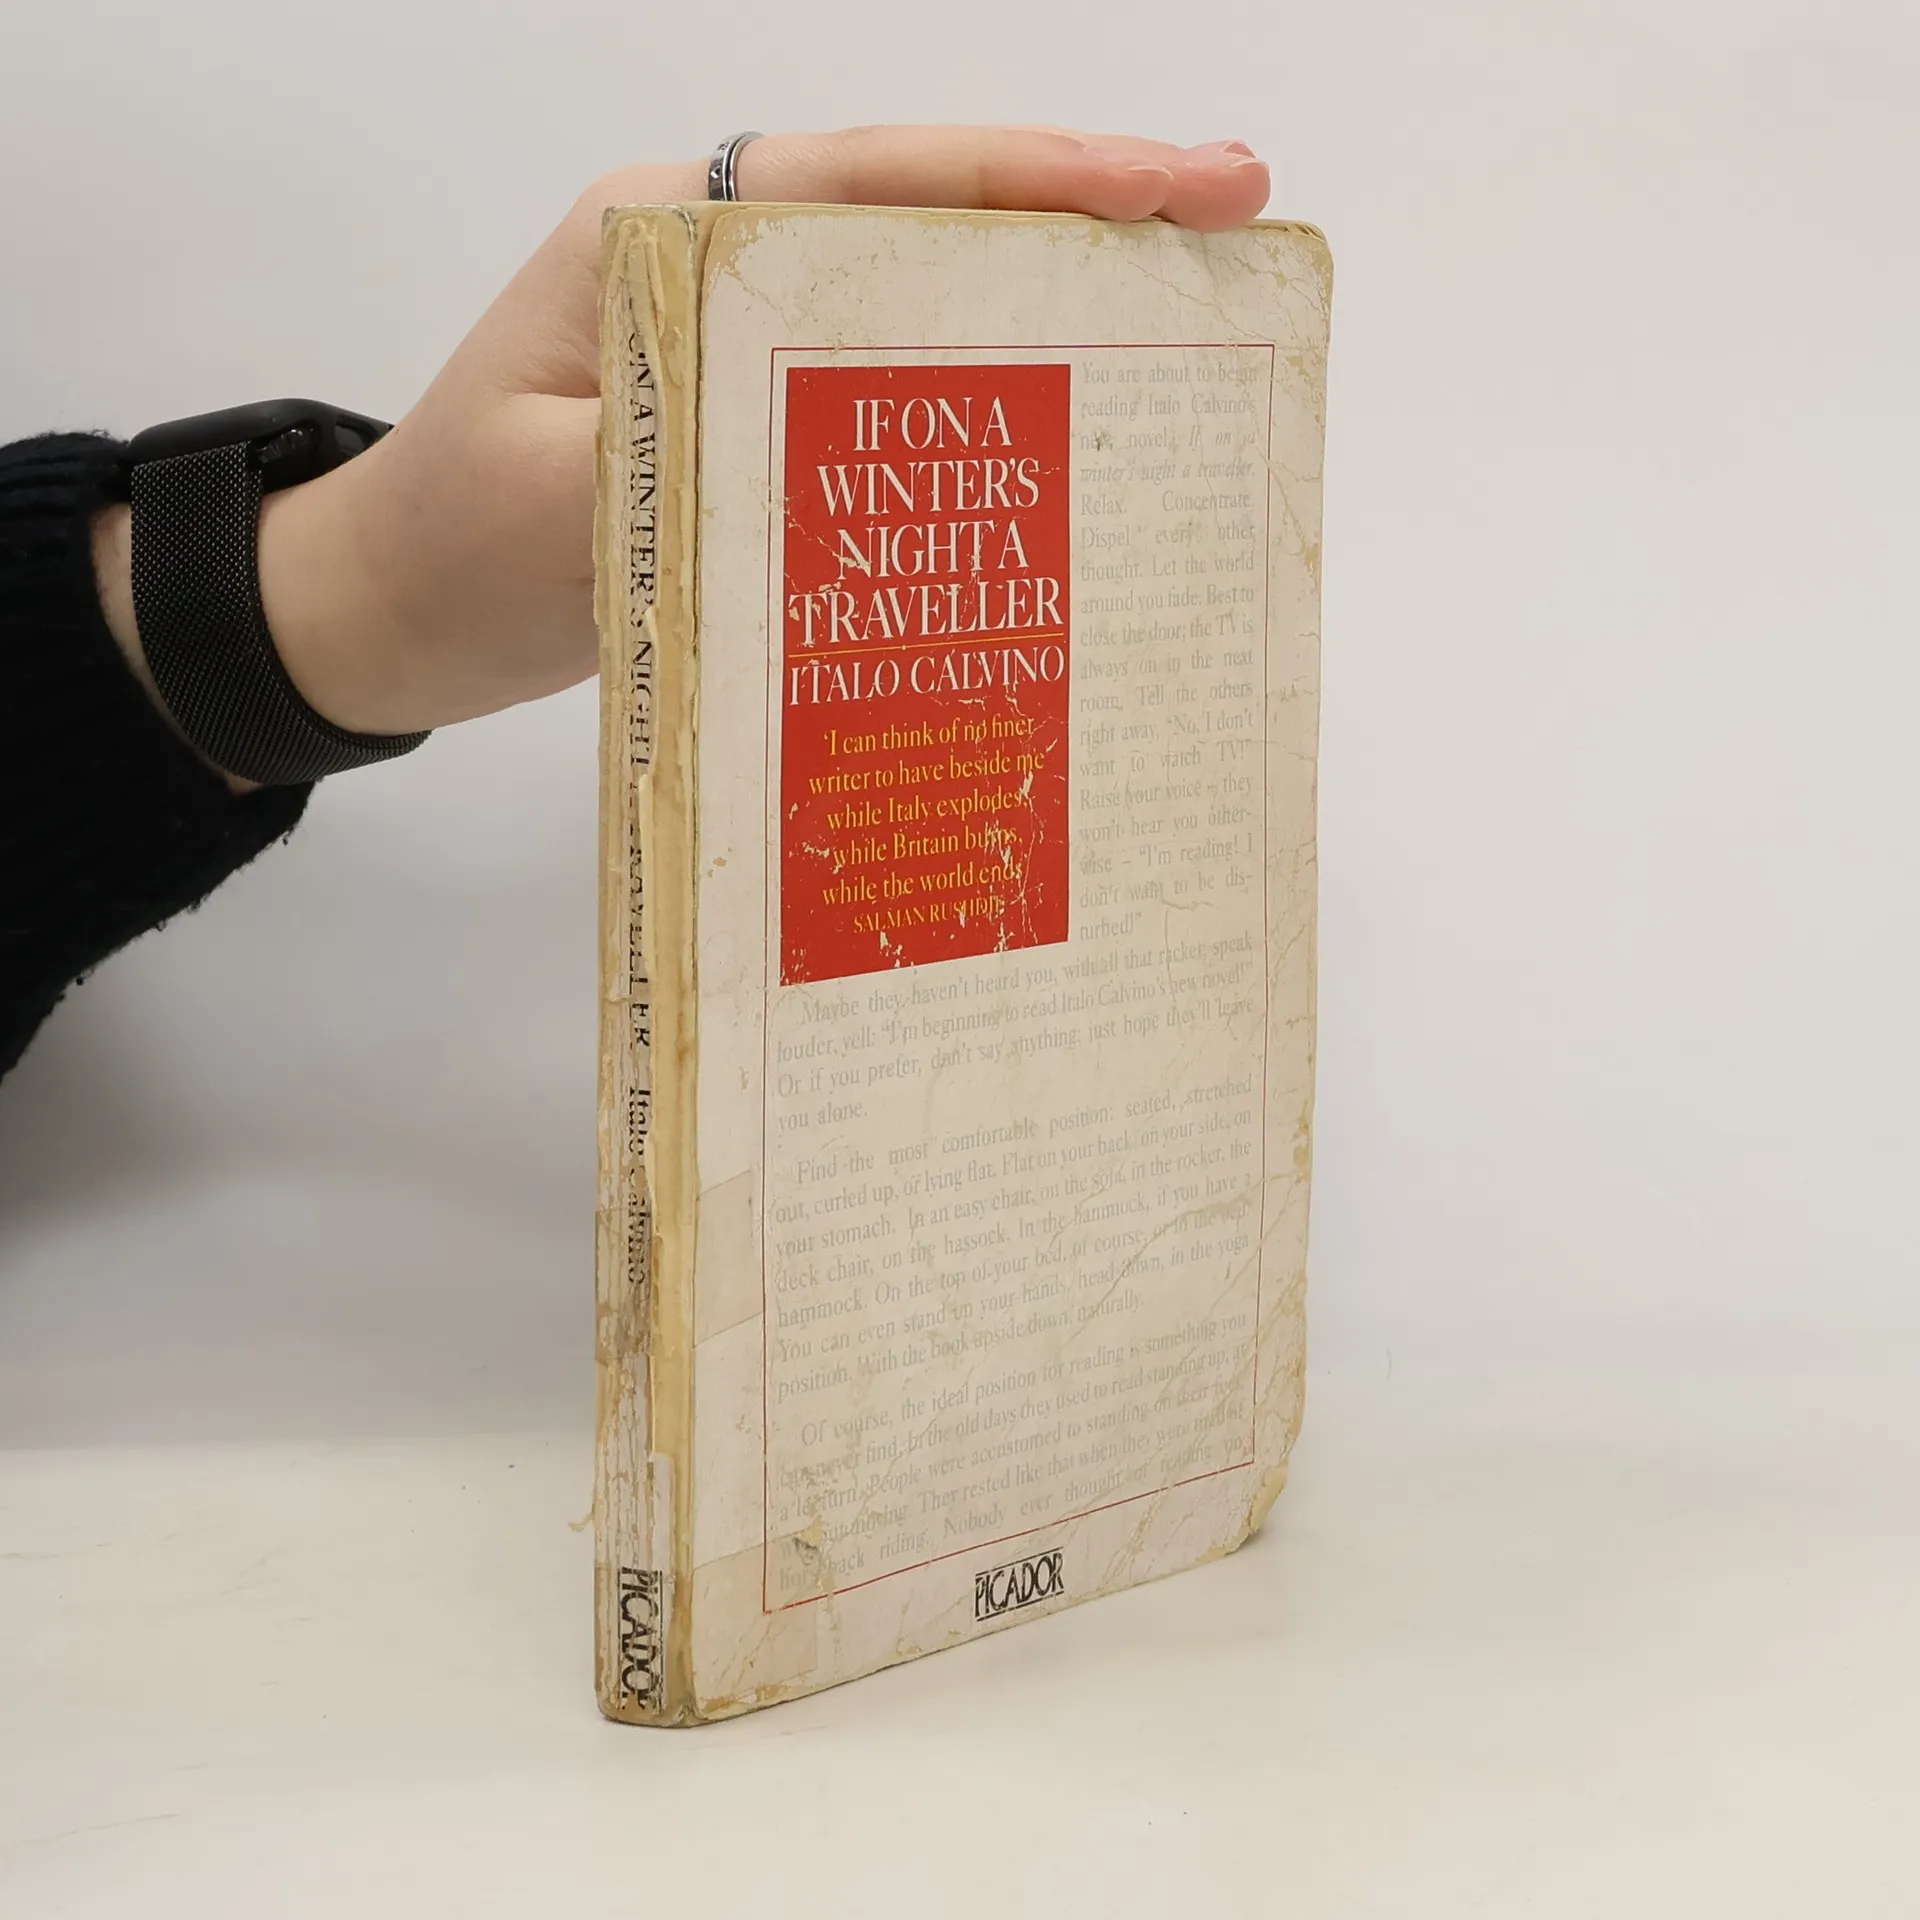 ON A WINTER'S NIGHT A TRAVELLER Italo Calvino
PICADOR
IF ON A
WINTER'S
NIGHT A
TRAVELLER
ITALO CALVINO
'I can think of no finer
writer to have beside me
while Italy explodes,
while Britain burns,
while the world ends
SALMAN RUSHDIE
You are about to begin
reading Italo Calvino's
new novel, If on a
winter's night a traveller.
Relax. Concentrate.
Dispel every other
thought. Let the world
around you fade. Best to
close the door; the TV is
always on in the next
room. Tell the others
right away, "No, I don't
want to watch TV!"
Raise your voice – they
won't hear you other-
wise – "I'm reading! I
don't want to be dis-
turbed!"
Maybe they haven't heard you, with all that racket; speak
louder, yell: "I'm beginning to read Italo Calvino's new novel!"
Or if you prefer, don't say anything; just hope they'll leave
you alone.
Find the most comfortable position: seated, stretched
out, curled up, or lying flat. Flat on your back, on your side, on
your stomach. In an easy chair, on the sofa, in the rocker, the
deck chair, on the hassock. In the hammock, if you have a
hammock. On the top of your bed, of course, or in the bed.
You can even stand on your hands, head down, in the yoga
position. With the book upside down, naturally.
Of course, the ideal position for reading is something you
can never find. In the old days they used to read standing up, at
a lectern. People were accustomed to standing on their feet,
without moving. They rested like that when they were tired of
horseback riding. Nobody ever thought of reading on
PICADOR